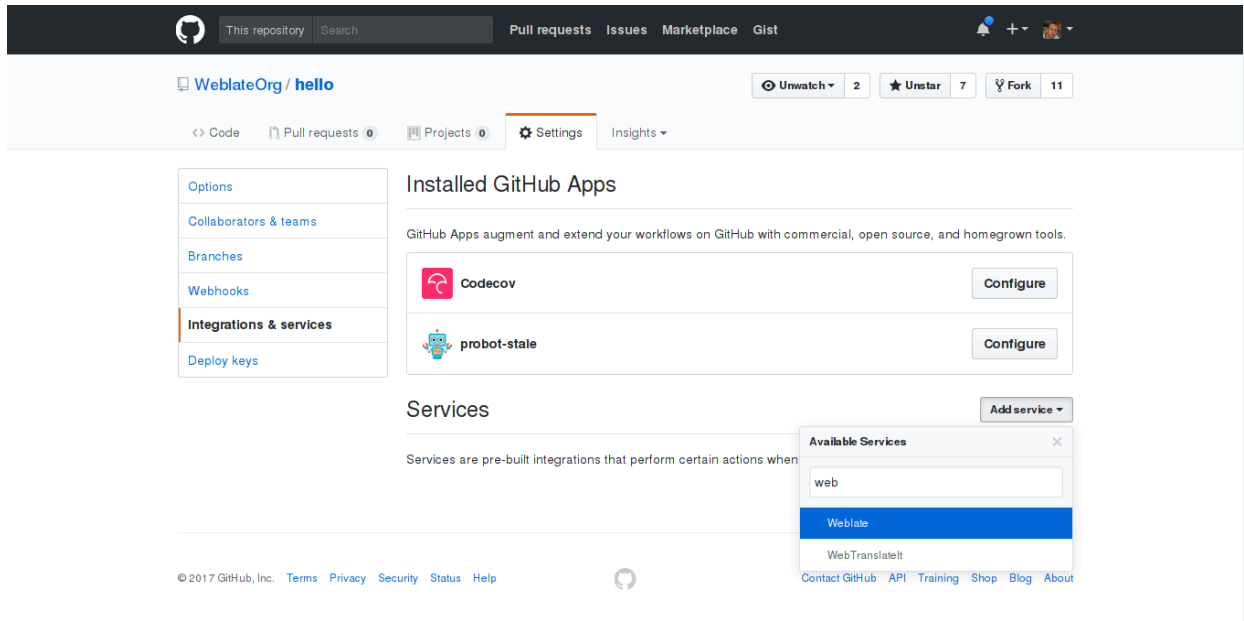 This repository Search Pull requests Issues Marketplace Gist
WeblateOrg / hello Unwatch 2 Unstar 7 Fork 11
Code Pull requests 0 Projects 0 Settings Insights
Options
Collaborators & teams
Branches
Webhooks
Integrations & services
Deploy keys
Installed GitHub Apps
GitHub Apps augment and extend your workflows on GitHub with commercial, open source, and homegrown tools.
Codecov Configure
probot-stale Configure
Services Add service
Services are pre-built integrations that perform certain actions when
Available Services
web
Weblate
WebTranslateIt
© 2017 GitHub, Inc. Terms Privacy Security Status Help Contact GitHub API Training Shop Blog About